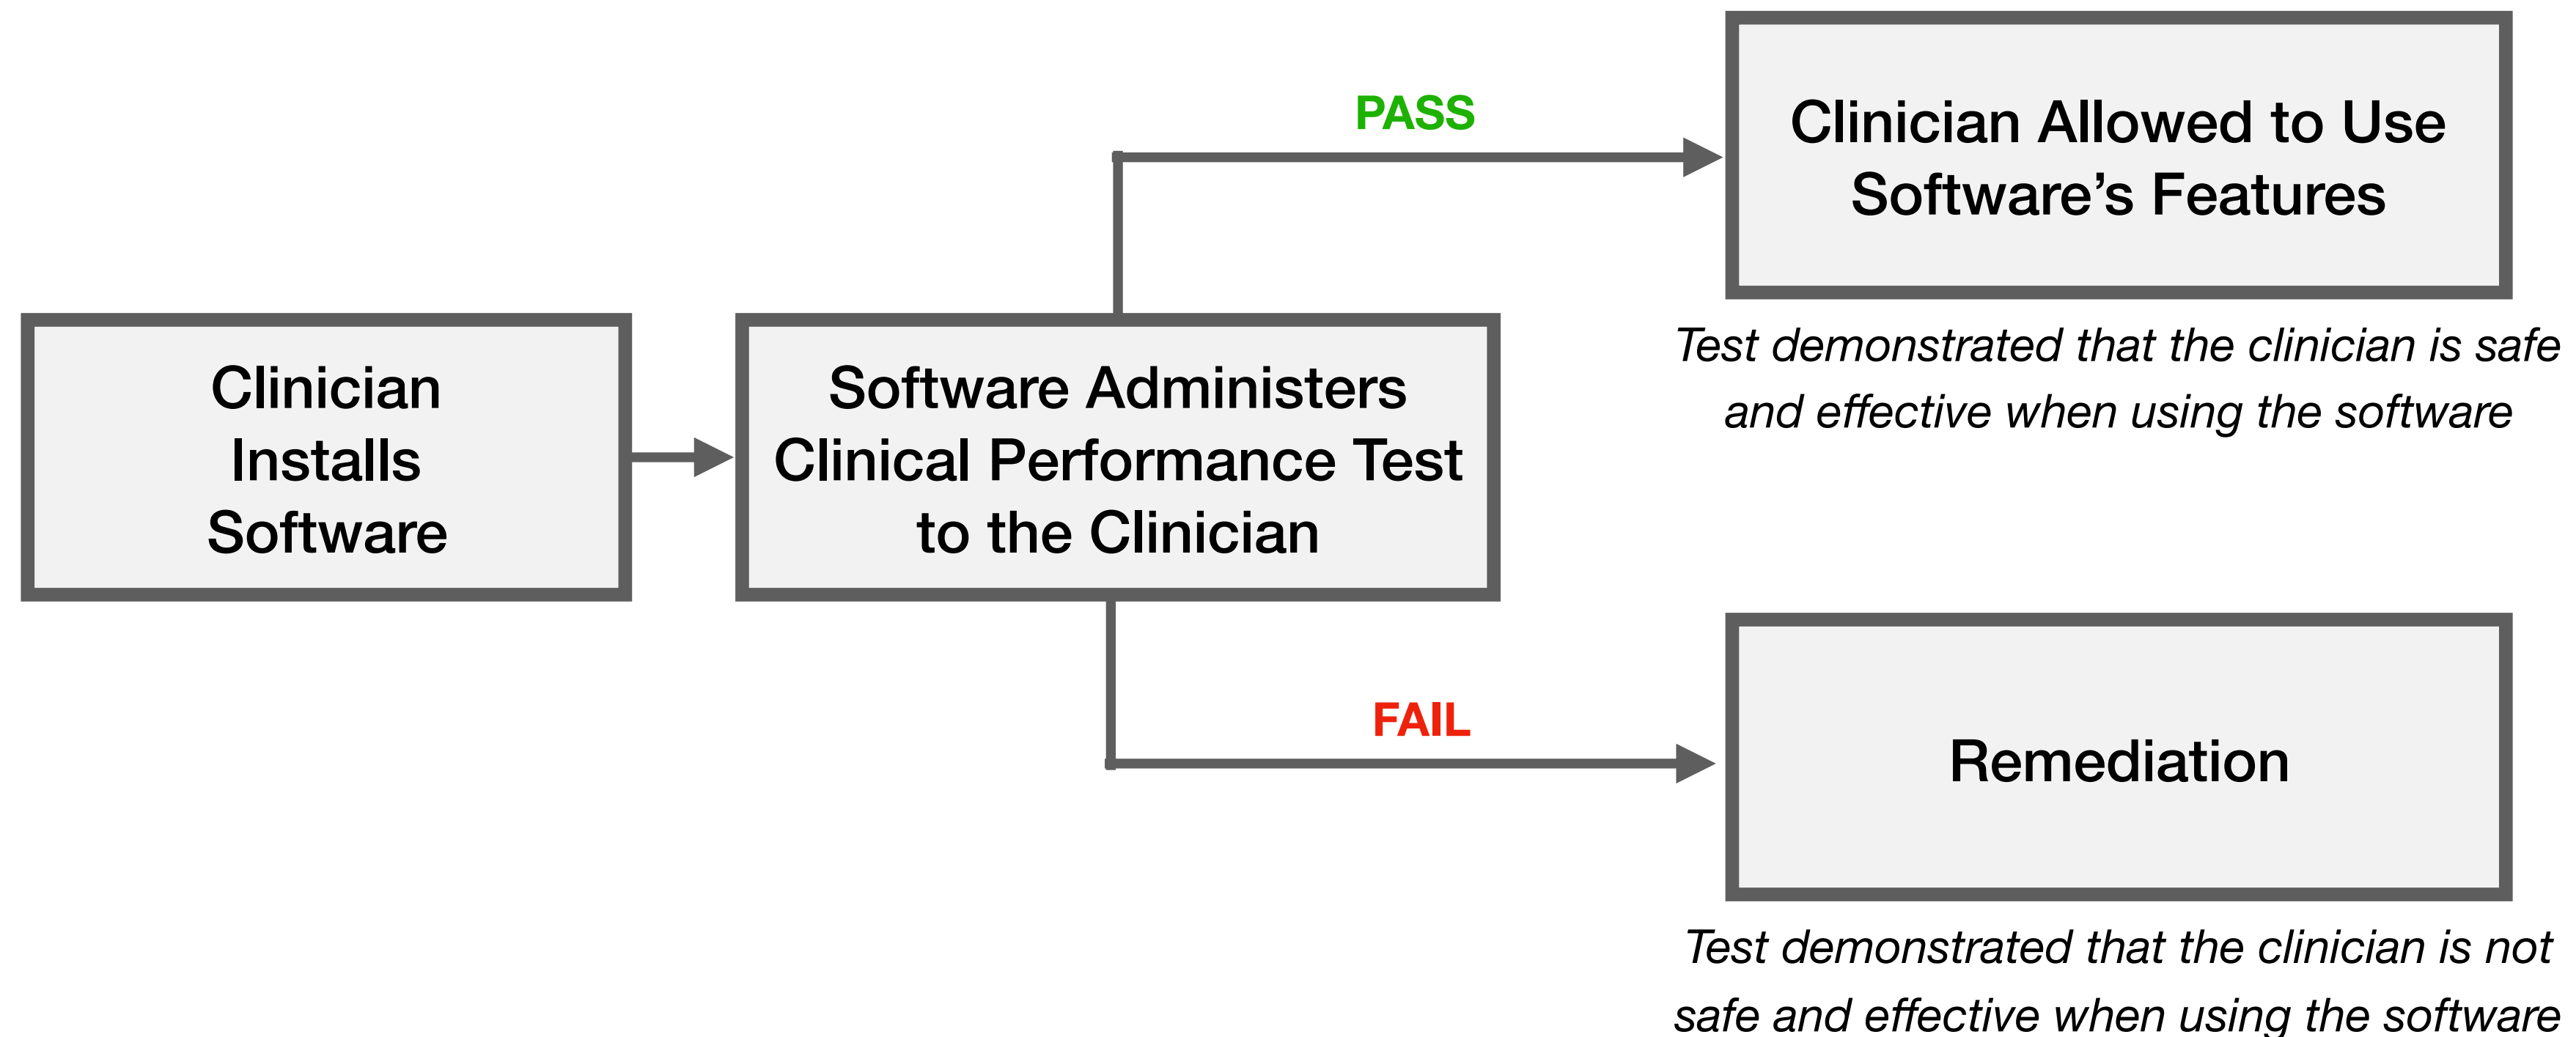 Clinician
Installs
Software
Software Administers
Clinical Performance Test
to the Clinician
PASS
Clinician Allowed to Use
Software’s Features
Test demonstrated that the clinician is safe
and effective when using the software
FAIL
Remediation
Test demonstrated that the clinician is not
safe and effective when using the software